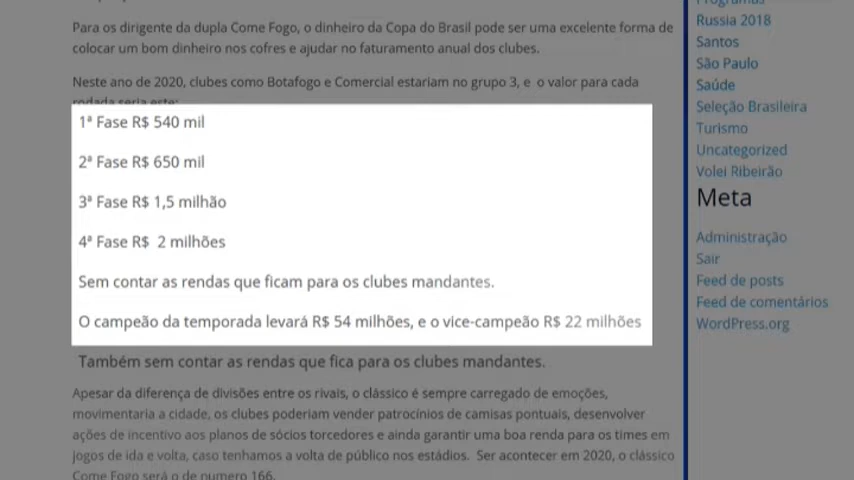 Para os dirigente da dupla Come Fogo, o dinheiro da Copa do Brasil pode ser uma excelente forma de
colocar um bom dinheiro nos cofres e ajudar no faturamento anual dos clubes.
Neste ano de 2020, clubes como Botafogo e Comercial estariam no grupo 3, e o valor para cada
rodada seria este:
1ª Fase R$ 540 mil
2ª Fase R$ 650 mil
3ª Fase R$ 1,5 milhão
4ª Fase R$ 2 milhões
Sem contar as rendas que ficam para os clubes mandantes.
O campeão da temporada levará R$ 54 milhões, e o vice-campeão R$ 22 milhões
Também sem contar as rendas que fica para os clubes mandantes.
Apesar da diferença de divisões entre os rivais, o clássico é sempre carregado de emoções,
movimentaria a cidade, os clubes poderiam vender patrocínios de camisas pontuais, desenvolver
ações de incentivo aos planos de sócios torcedores e ainda garantir uma boa renda para os times em
jogos de ida e volta, caso tenhamos a volta de público nos estádios. Ser acontecer em 2020, o clássico
Come Fogo será o de numero 166.
Programas
Russia 2018
Santos
São Paulo
Saúde
Seleção Brasileira
Turismo
Uncategorized
Volei Ribeirão
Meta
Administração
Sair
Feed de posts
Feed de comentários
WordPress.org